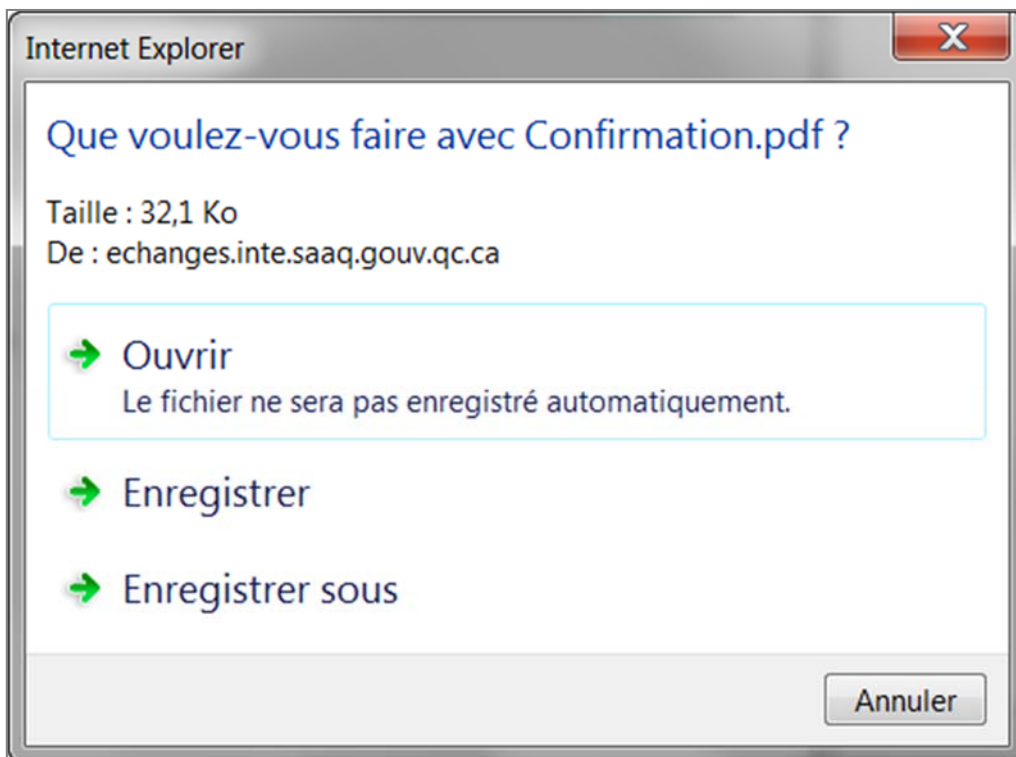 Internet Explorer
Que voulez-vous faire avec Confirmation.pdf ?
Taille : 32,1 Ko
De : echanges.inte.saaq.gouv.qc.ca
Ouvrir
Le fichier ne sera pas enregistré automatiquement.
Enregistrer
Enregistrer sous
Annuler